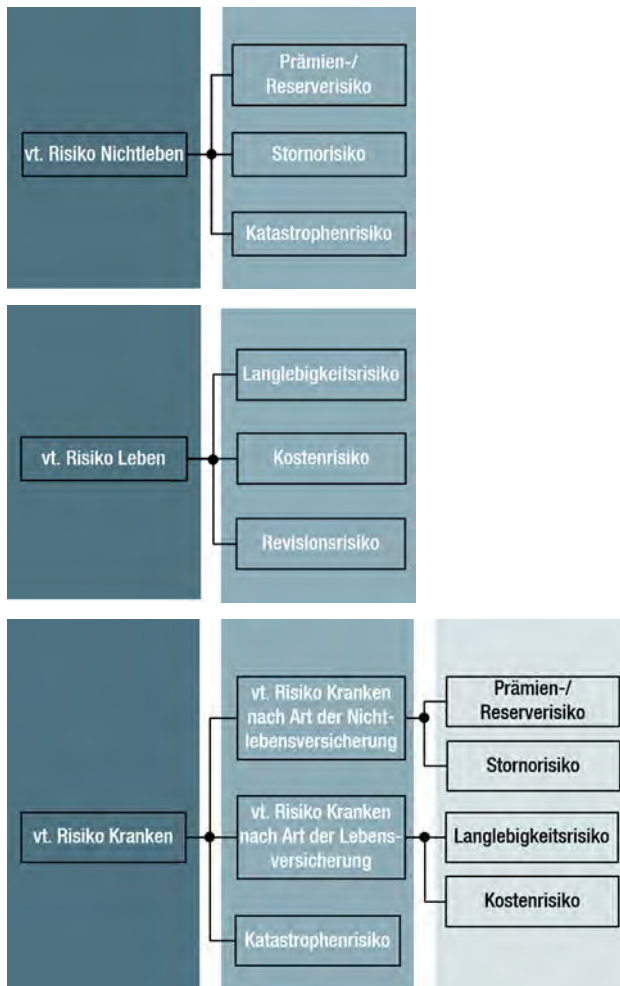 Prämien-/
Reserverisiko
vt. Risiko Nichtleben
Stornorisiko
Katastrophenrisiko
Langlebigkeitsrisiko
vt. Risiko Leben
Kostenrisiko
Revisionsrisiko
vt. Risiko Kranken
nach Art der Nicht-
lebensversicherung
Prämien-/
Reserverisiko
Stornorisiko
vt. Risiko Kranken
vt. Risiko Kranken
nach Art der Lebens-
versicherung
Langlebigkeitsrisiko
Kostenrisiko
Katastrophenrisiko